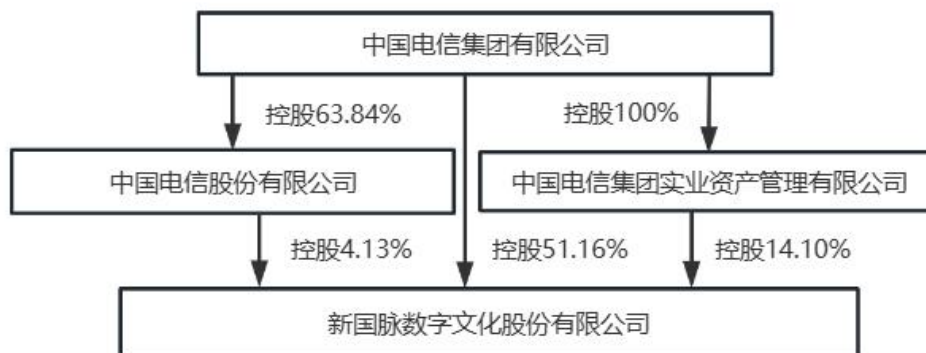 中国电信集团有限公司
控股63.84%
控股100%
中国电信股份有限公司
中国电信集团实业资产管理有限公司
控股4.13%
控股51.16%
控股14.10%
新国脉数字文化股份有限公司